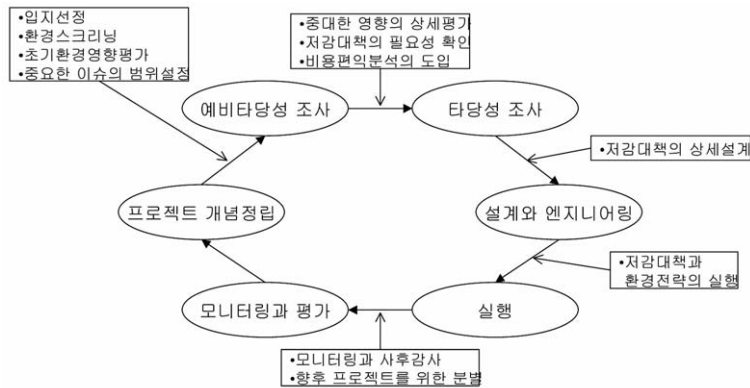 •입지선정
•환경스크리닝
•초기환경영향평가
•중요한 이슈의 범위설정
•중대한 영향의 상세평가
•저감대책의 필요성 확인
•비용편익분석의 도입
예비타당성 조사
타당성 조사
•저감대책의 상세설계
프로젝트 개념정립
설계와 엔지니어링
•저감대책과
환경전략의 실행
모니터링과 평가
실행
•모니터링과 사후감사
•향후 프로젝트를 위한 분별